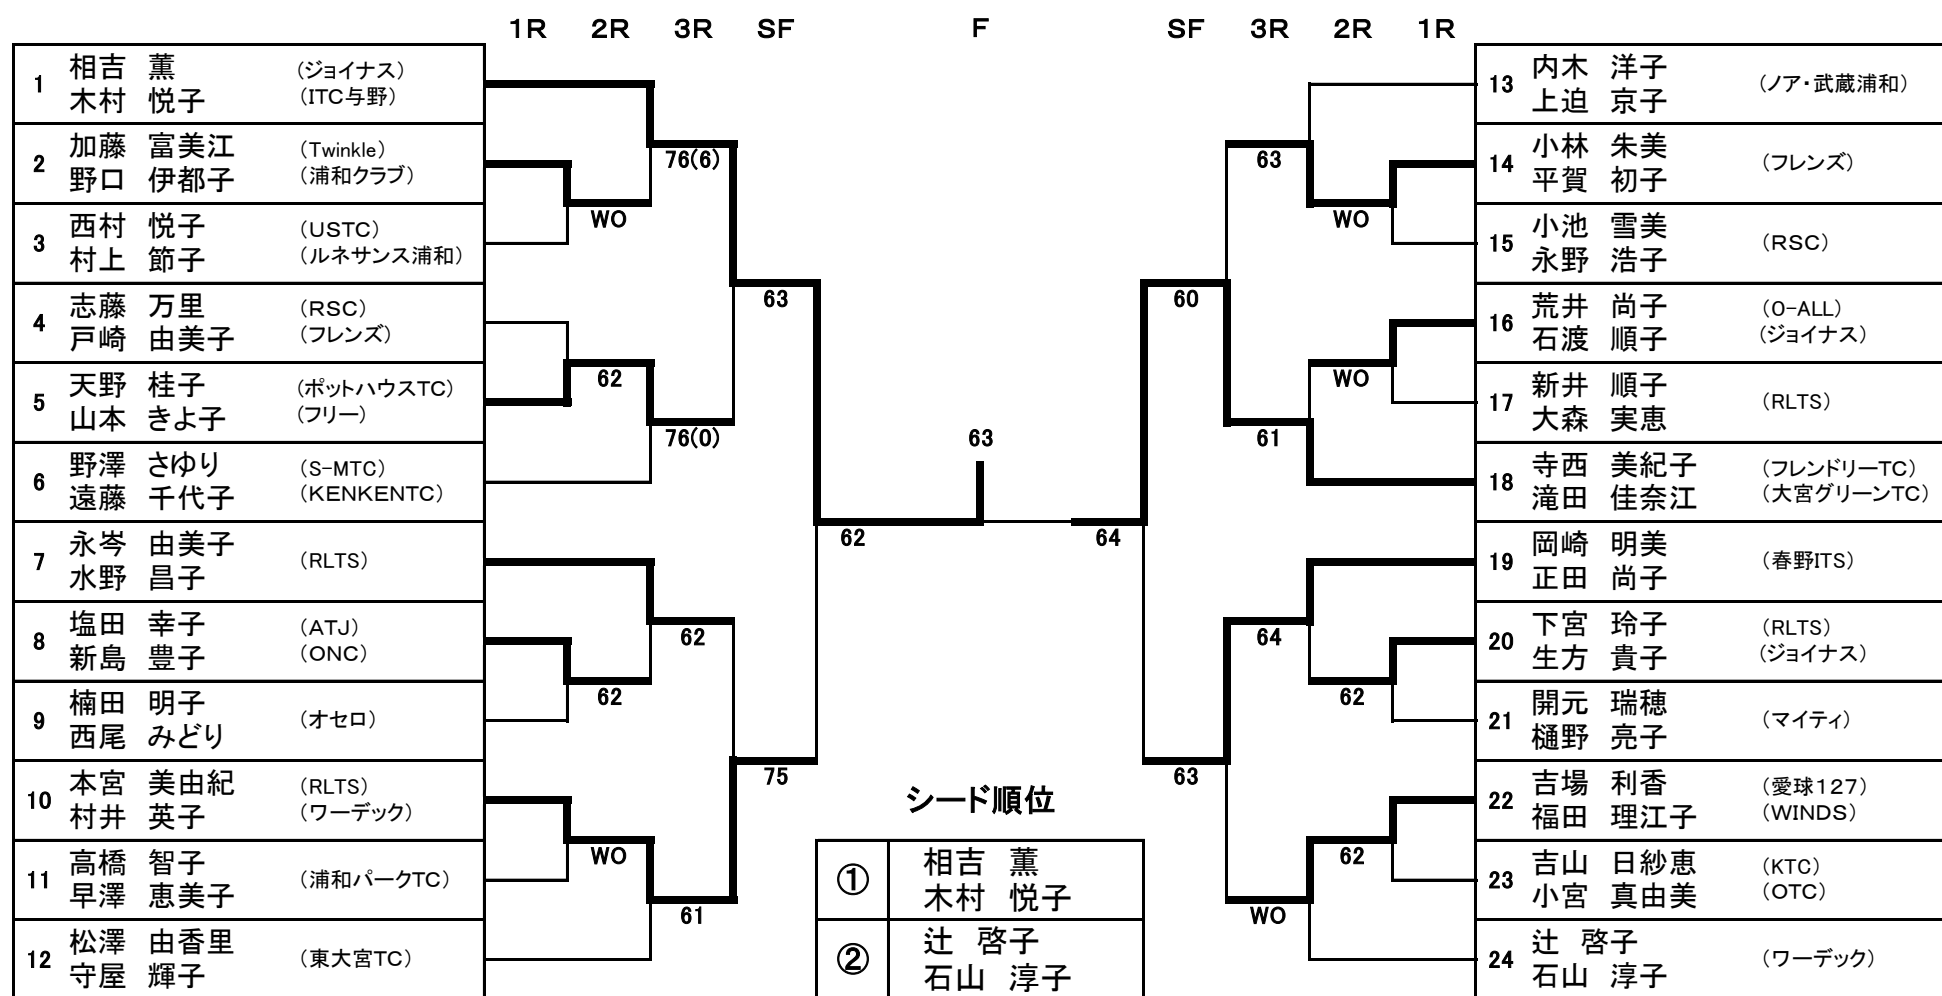 1R 2R 3R SF F SF 3R 2R 1R
1 相吉 薫 (ジョイナス)
木村 悦子 (ITC与野)
2 加藤 富美江 (Twinkle)
野口 伊都子 (浦和クラブ)
3 西村 悦子 (USTC)
村上 節子 (ルネサンス浦和)
4 志藤 万里 (RSC)
戸崎 由美子 (フレンズ)
5 天野 桂子 (ポットハウスTC)
山本 きよ子 (フリー)
6 野澤 さゆり (S-MTC)
遠藤 千代子 (KENKENTC)
7 永岑 由美子 (RLTS)
水野 昌子
8 塩田 幸子 (ATJ)
新島 豊子 (ONC)
9 楠田 明子 (オセロ)
西尾 みどり
10 本宮 美由紀 (RLTS)
村井 英子 (ワーデック)
11 高橋 智子 (浦和パークTC)
早澤 恵美子
12 松澤 由香里 (東大宮TC)
守屋 輝子
WO
62
62
WO
76(6)
76(0)
62
61
63
75
62
63
64
60
63
63
61
64
WO
WO
WO
62
62
シード順位
① 相吉 薫
木村 悦子
② 辻 啓子
石山 淳子
13 内木 洋子 (ノア・武蔵浦和)
上迫 京子
14 小林 朱美 (フレンズ)
平賀 初子
15 小池 雪美 (RSC)
永野 浩子
16 荒井 尚子 (O-ALL)
石渡 順子 (ジョイナス)
17 新井 順子 (RLTS)
大森 実恵
18 寺西 美紀子 (フレンドリーTC)
滝田 佳奈江 (大宮グリーンTC)
19 岡崎 明美 (春野ITS)
正田 尚子
20 下宮 玲子 (RLTS)
生方 貴子 (ジョイナス)
21 開元 瑞穂 (マイティ)
樋野 亮子
22 吉場 利香 (愛球127)
福田 理江子 (WINDS)
23 吉山 日紗恵 (KTC)
小宮 真由美 (OTC)
24 辻 啓子 (ワーデック)
石山 淳子